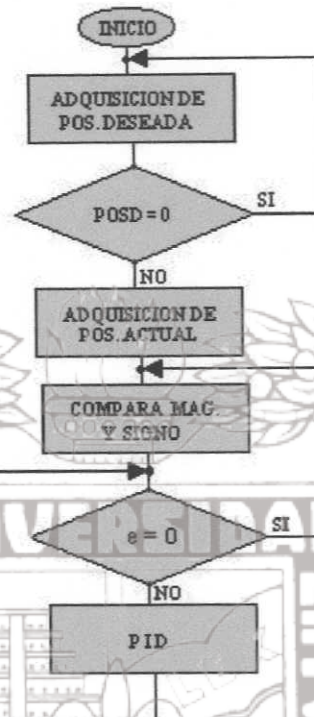 INICIO
ADQUISICION DE
POS. DESEADA
POSD = 0
SI
NO
ADQUISICION DE
POS. ACTUAL
COMPARA MAG.
Y SIGNO
VERSIDA
e = 0
SI
NO
PID